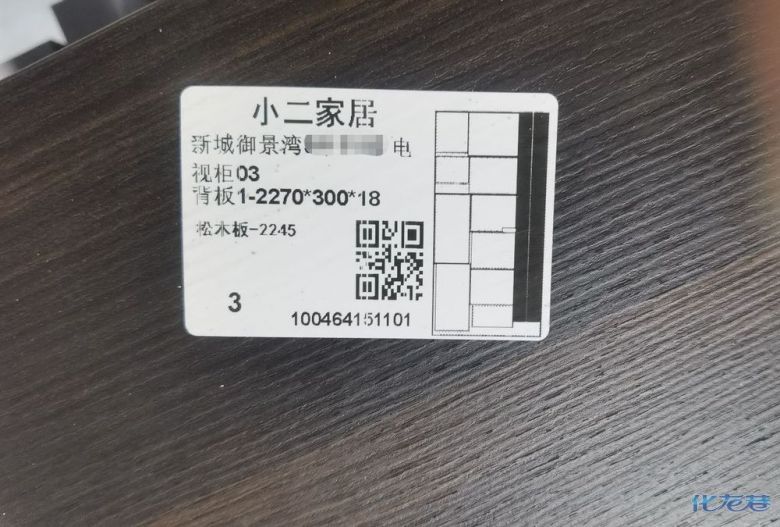 小二家居
新城御景湾 电
视柜03
背板1-2270*300*18
松木板-2245
3
100464151101
化龙巷